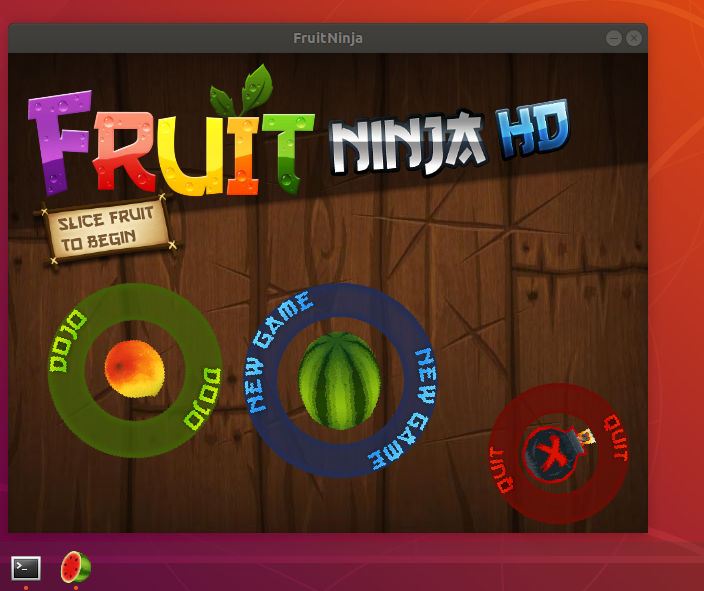 FruitNinja
FRUIT NINJA HD
SLICE FRUIT
TO BEGIN
DOJO
DOJO
NEW GAME
NEW GAME
QUIT
QUIT
>_